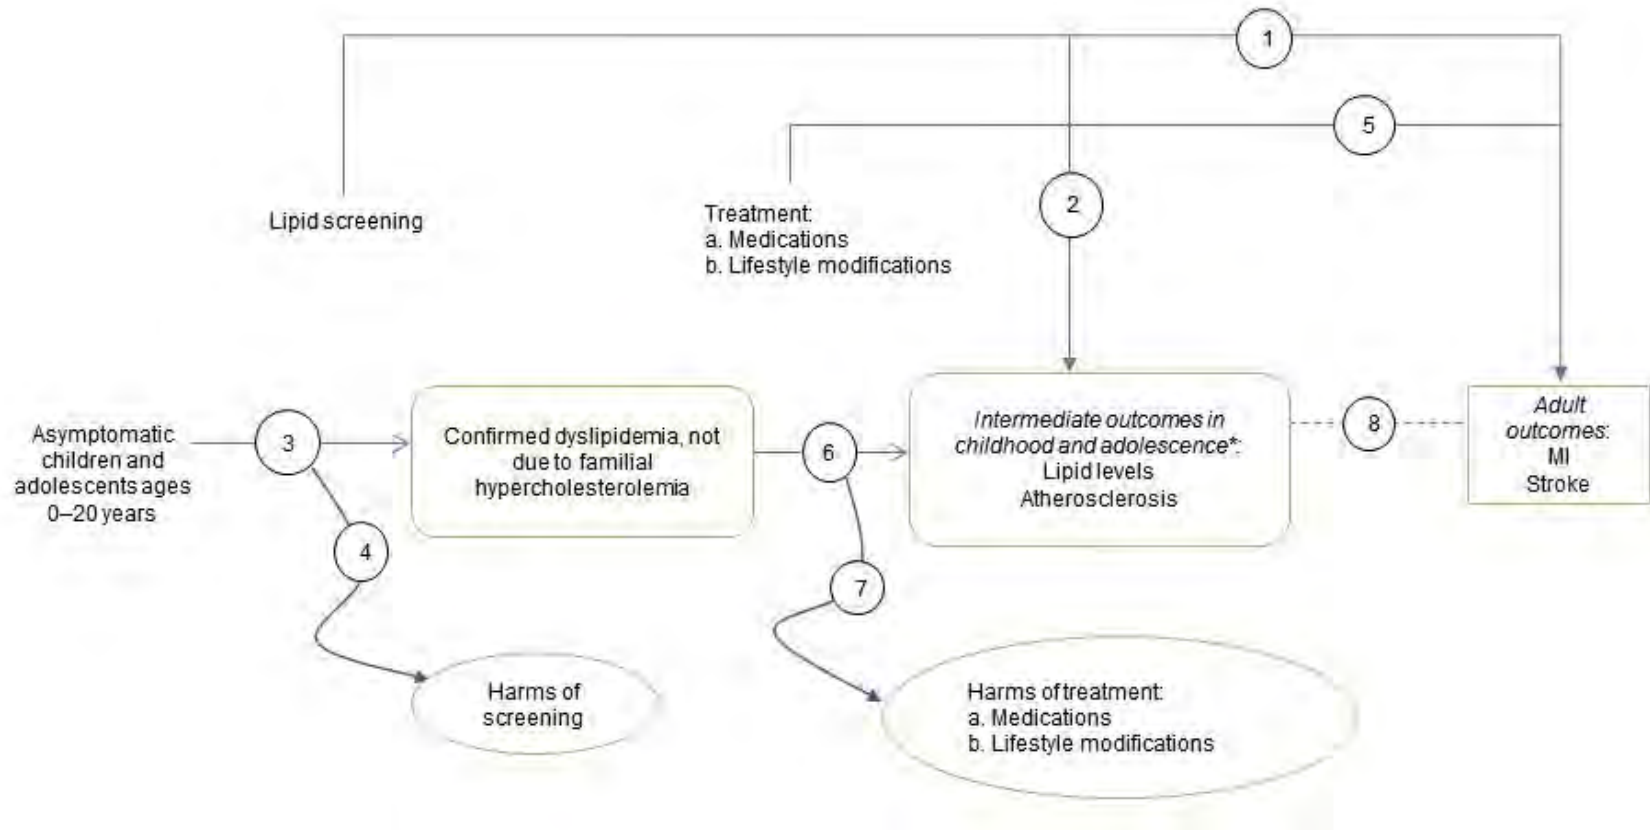 1
5
2
Lipid screening
Treatment:
a. Medications
b. Lifestyle modifications
Asymptomatic
children and
adolescents ages
0–20 years
3
Confirmed dyslipidemia, not
due to familial
hypercholesterolemia
6
Intermediate outcomes in
childhood and adolescence*:
Lipid levels
Atherosclerosis
8
Adult
outcomes:
MI
Stroke
4
7
Harms of
screening
Harms of treatment:
a. Medications
b. Lifestyle modifications